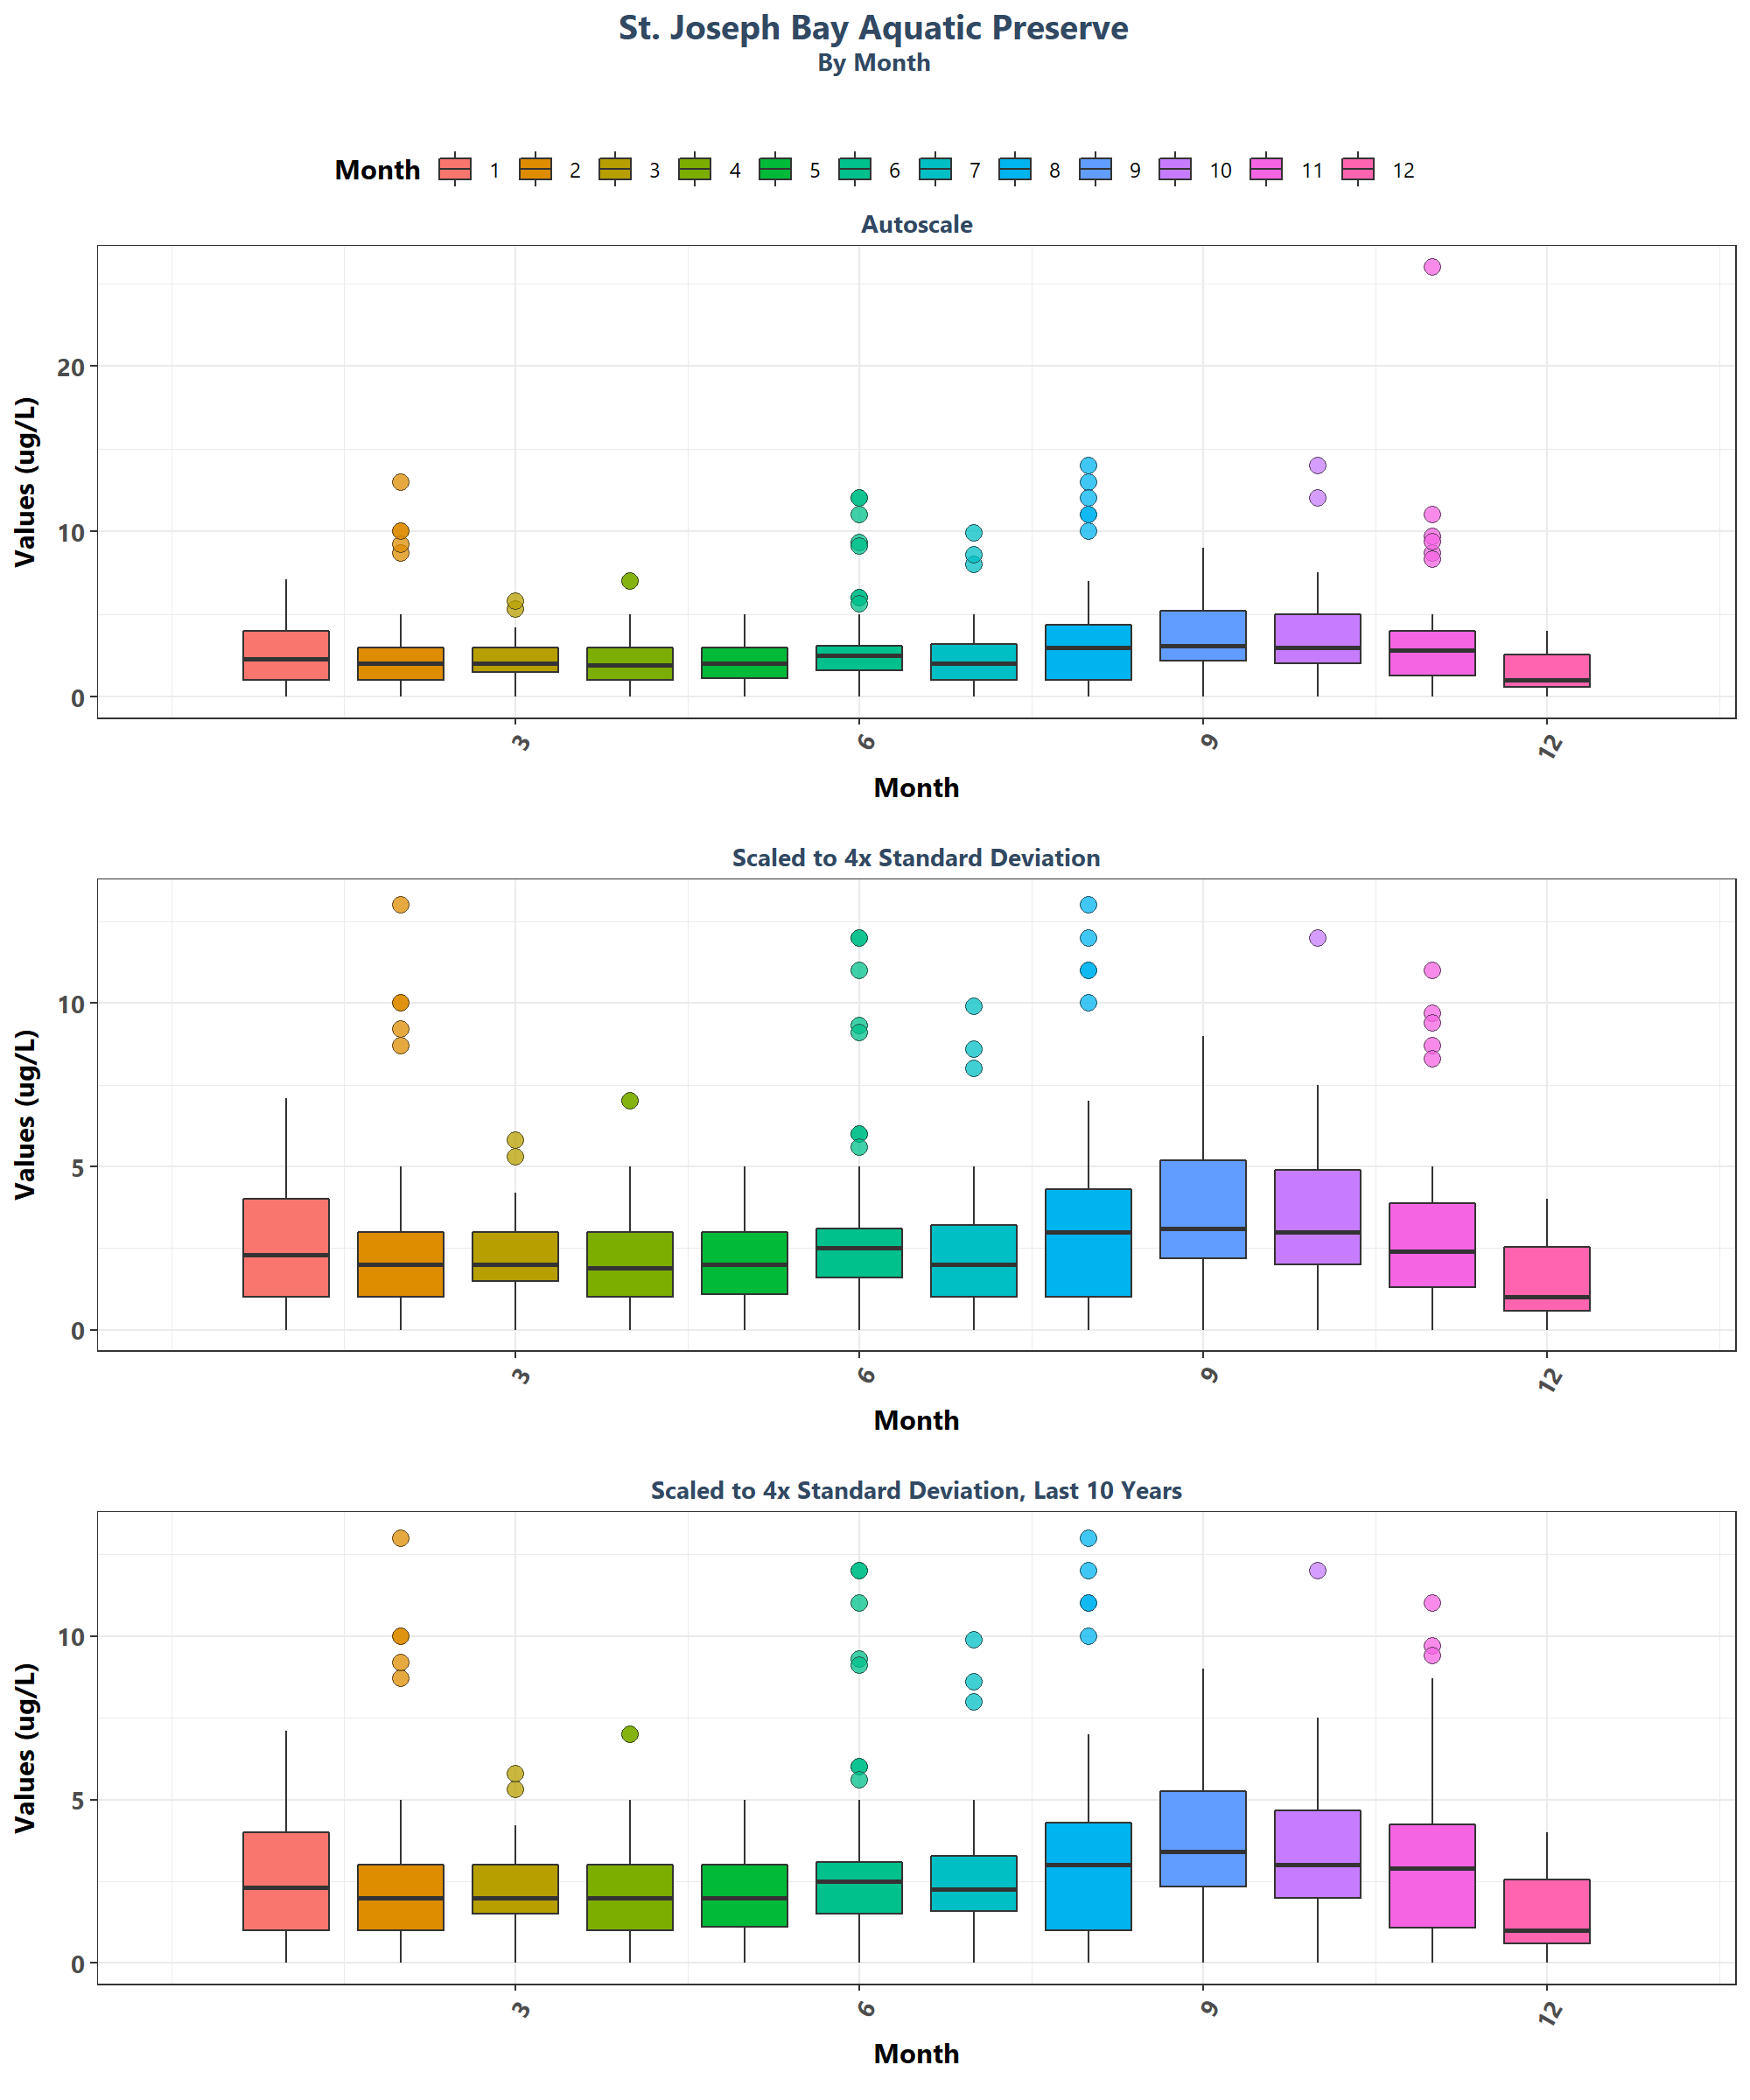 St. Joseph Bay Aquatic Preserve
By Month
Month 1 2 3 4 5 6 7 8 9 10 11 12
Autoscale
Values (ug/L)
20
10
0
3 6 9 12
Month
Scaled to 4x Standard Deviation
Values (ug/L)
10
5
0
3 6 9 12
Month
Scaled to 4x Standard Deviation, Last 10 Years
Values (ug/L)
10
5
0
3 6 9 12
Month